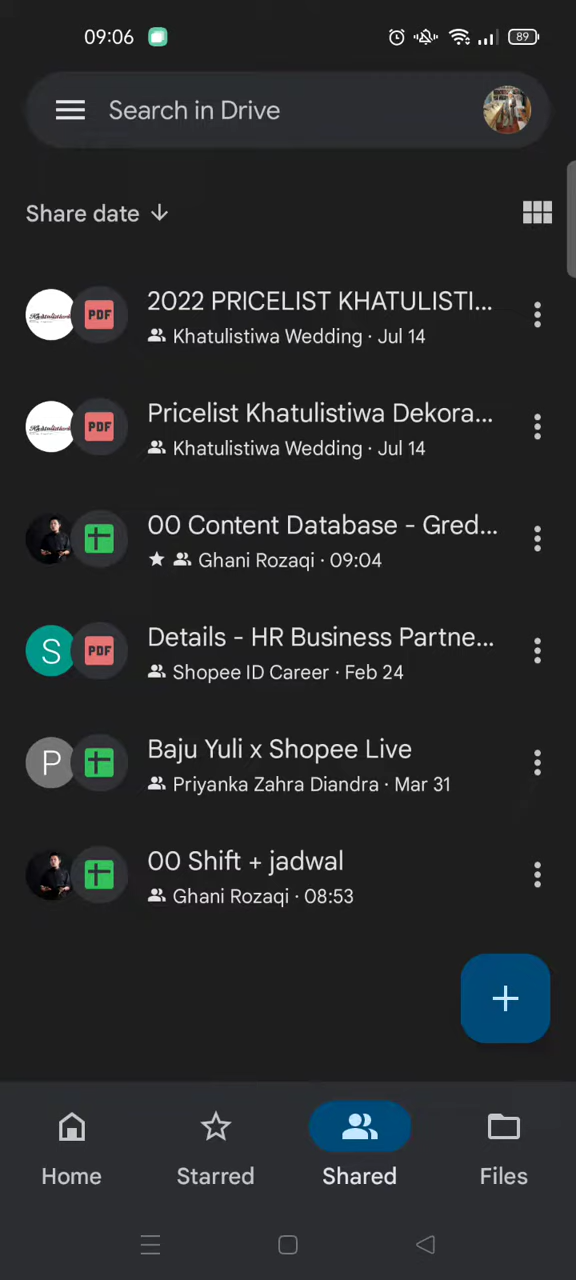 09:06
89
Search in Drive
Share date
PDF
2022 PRICELIST KHATULISTI...
Khatulistiwa Wedding · Jul 14
PDF
Pricelist Khatulistiwa Dekora...
Khatulistiwa Wedding · Jul 14
00 Content Database - Gred...
Ghani Rozaqi · 09:04
S
PDF
Details - HR Business Partne...
Shopee ID Career · Feb 24
P
Baju Yuli x Shopee Live
Priyanka Zahra Diandra · Mar 31
00 Shift + jadwal
Ghani Rozaqi · 08:53
Home
Starred
Shared
Files